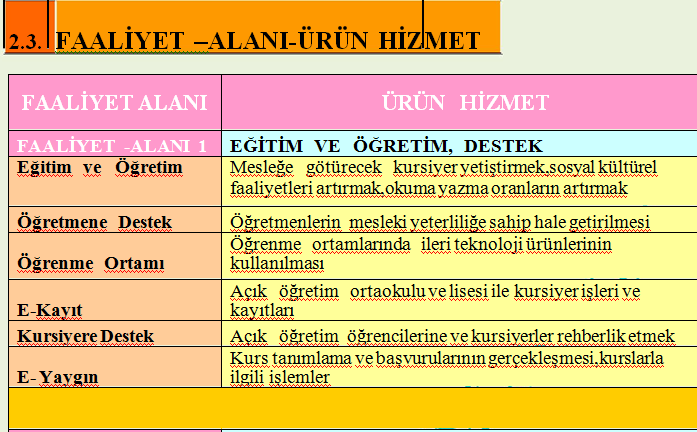 2.3. FAALİYET –ALANI-ÜRÜN HİZMET
FAALİYET ALANI ÜRÜN HİZMET
FAALİYET -ALANI 1 EĞİTİM VE ÖĞRETİM, DESTEK
Eğitim ve Öğretim Mesleğe götürecek kursiyer yetiştirmek,sosyal kültürel
faaliyetleri artırmak,okuma yazma oranların artırmak
Öğretmene Destek Öğretmenlerin mesleki yeterliliğe sahip hale getirilmesi
Öğrenme ortamlarında ileri teknoloji ürünlerinin
Öğrenme Ortamı kullanılması
Açık öğretim ortaokulu ve lisesi ile kursiyer işleri ve
E-Kayıt kayıtları
Kursiyere Destek Açık öğretim öğrencilerine ve kursiyerler rehberlik etmek
Kurs tanımlama ve başvurularının gerçekleşmesi,kurslarla
E- Yaygın ilgili işlemler